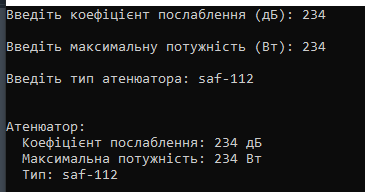 Введіть коефіцієнт послаблення (дБ): 234
Введіть максимальну потужність (Вт): 234
Введіть тип атенюатора: saf-112
Атенюатор:
Коефіцієнт послаблення: 234 дБ
Максимальна потужність: 234 Вт
Тип: saf-112